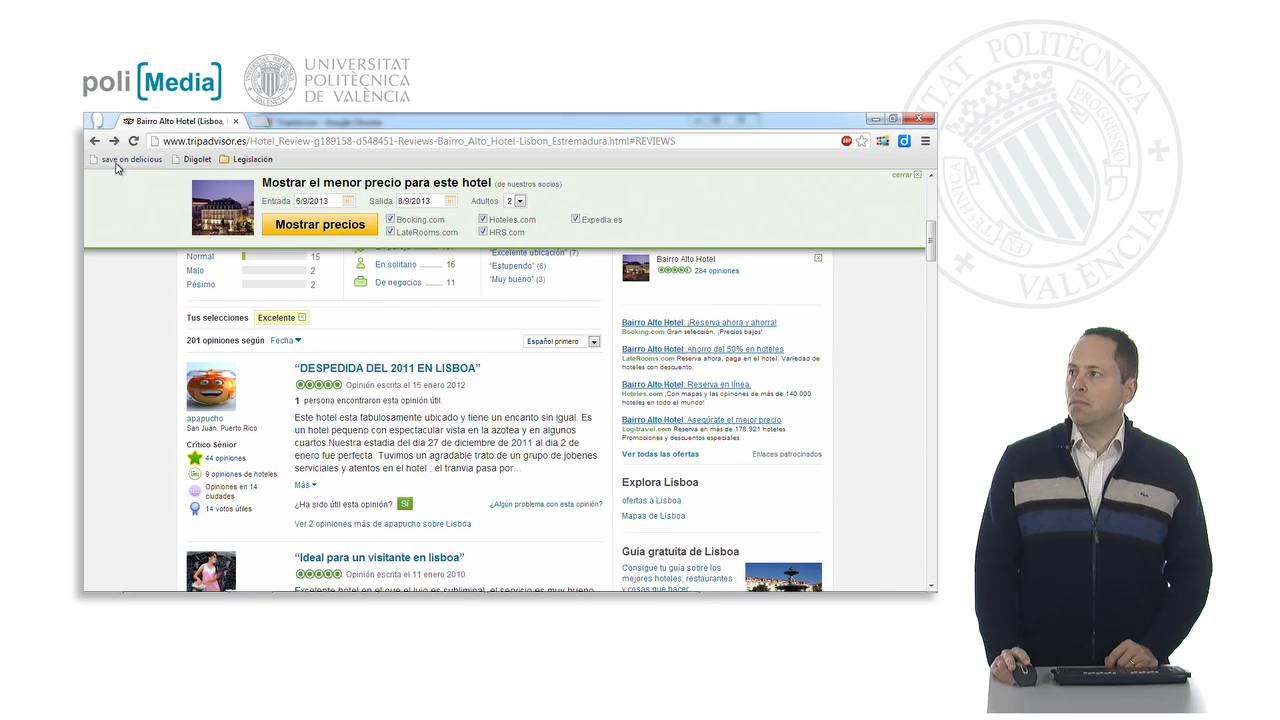 poli[Media]
UNIVERSITAT
POLITÈCNICA
DE VALÈNCIA
Bairro Alto Hotel (Lisboa,
www.tripadvisor.es/Hotel_Review-g189158-d548451-Reviews-Bairro_Alto_Hotel-Lisbon_Estremadura.html#REVIEWS
save on delicious
Diigolet
Legislación
cerrar
Mostrar el menor precio para este hotel (de nuestros socios)
Entrada 6/9/2013 Salida 8/9/2013 Adultos 2
Mostrar precios
Booking.com Hoteles.com Expedia.es
LateRooms.com HRS.com
Normal 15
Malo 2
Pésimo 2
En solitario 16
De negocios 11
"Excelente ubicación" (7)
"Estupendo" (6)
"Muy bueno" (3)
Tus selecciones Excelente
201 opiniones según Fecha
Español primero
apapucho
San Juan, Puerto Rico
Crítico Sénior
44 opiniones
9 opiniones de hoteles
Opiniones en 14
ciudades
14 votos útiles
“DESPEDIDA DEL 2011 EN LISBOA”
Opinión escrita el 15 enero 2012
1 persona encontraron esta opinión útil.
Este hotel esta fabulosamente ubicado y tiene un encanto sin igual. Es
un hotel pequeno con espectacular vista en la azotea y en algunos
cuartos.Nuestra estadia del dia 27 de diciembre de 2011 al dia 2 de
enero fue perfecta. Tuvimos un agradable trato de un grupo de jobenes
serviciales y atentos en el hotel , el tranvia pasa por...
Más
¿Ha sido útil esta opinión? Sí
¿Algún problema con esta opinión?
Ver 2 opiniones más de apapucho sobre Lisboa
“Ideal para un visitante en lisboa”
Opinión escrita el 11 enero 2010
Excelente hotel en el que el lujo es subliminal, el servicio es muy bueno
Bairro Alto Hotel
284 opiniones
Bairro Alto Hotel: ¡Reserva ahora y ahorra!
Booking.com Gran selección. ¡Precios bajos!
Bairro Alto Hotel: Ahorro del 50% en hoteles
LateRooms.com Reserva ahora, paga en el hotel. Variedad de
hoteles con descuento.
Bairro Alto Hotel: Reserva en línea.
Hoteles.com ¡Con mapas y las opiniones de mas de 140.000
hoteles en todo el mundo!
Bairro Alto Hotel: Asegúrate el mejor precio
Logitravel.com Reserva en más de 178.921 hoteles
Promociones y descuentos especiales
Ver todas las ofertas Enlaces patrocinados
Explora Lisboa
ofertas a Lisboa
Mapas de Lisboa
Guía gratuita de Lisboa
Consigue tu guía sobre los
mejores hoteles, restaurantes
y cosas que hacer